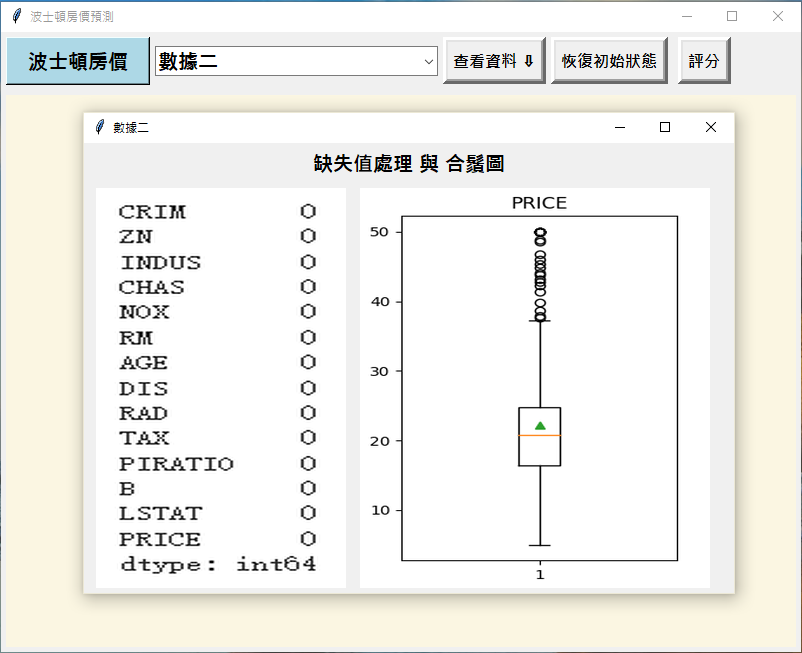 波士頓房價預測
波士頓房價 數據二 查看資料 ⇩ 恢復初始狀態 評分
數據二
缺失值處理 與 合鬚圖
CRIM 0
ZN 0
INDUS 0
CHAS 0
NOX 0
RM 0
AGE 0
DIS 0
RAD 0
TAX 0
PIRATIO 0
B 0
LSTAT 0
PRICE 0
dtype: int64
PRICE
50
40
30
20
10
1